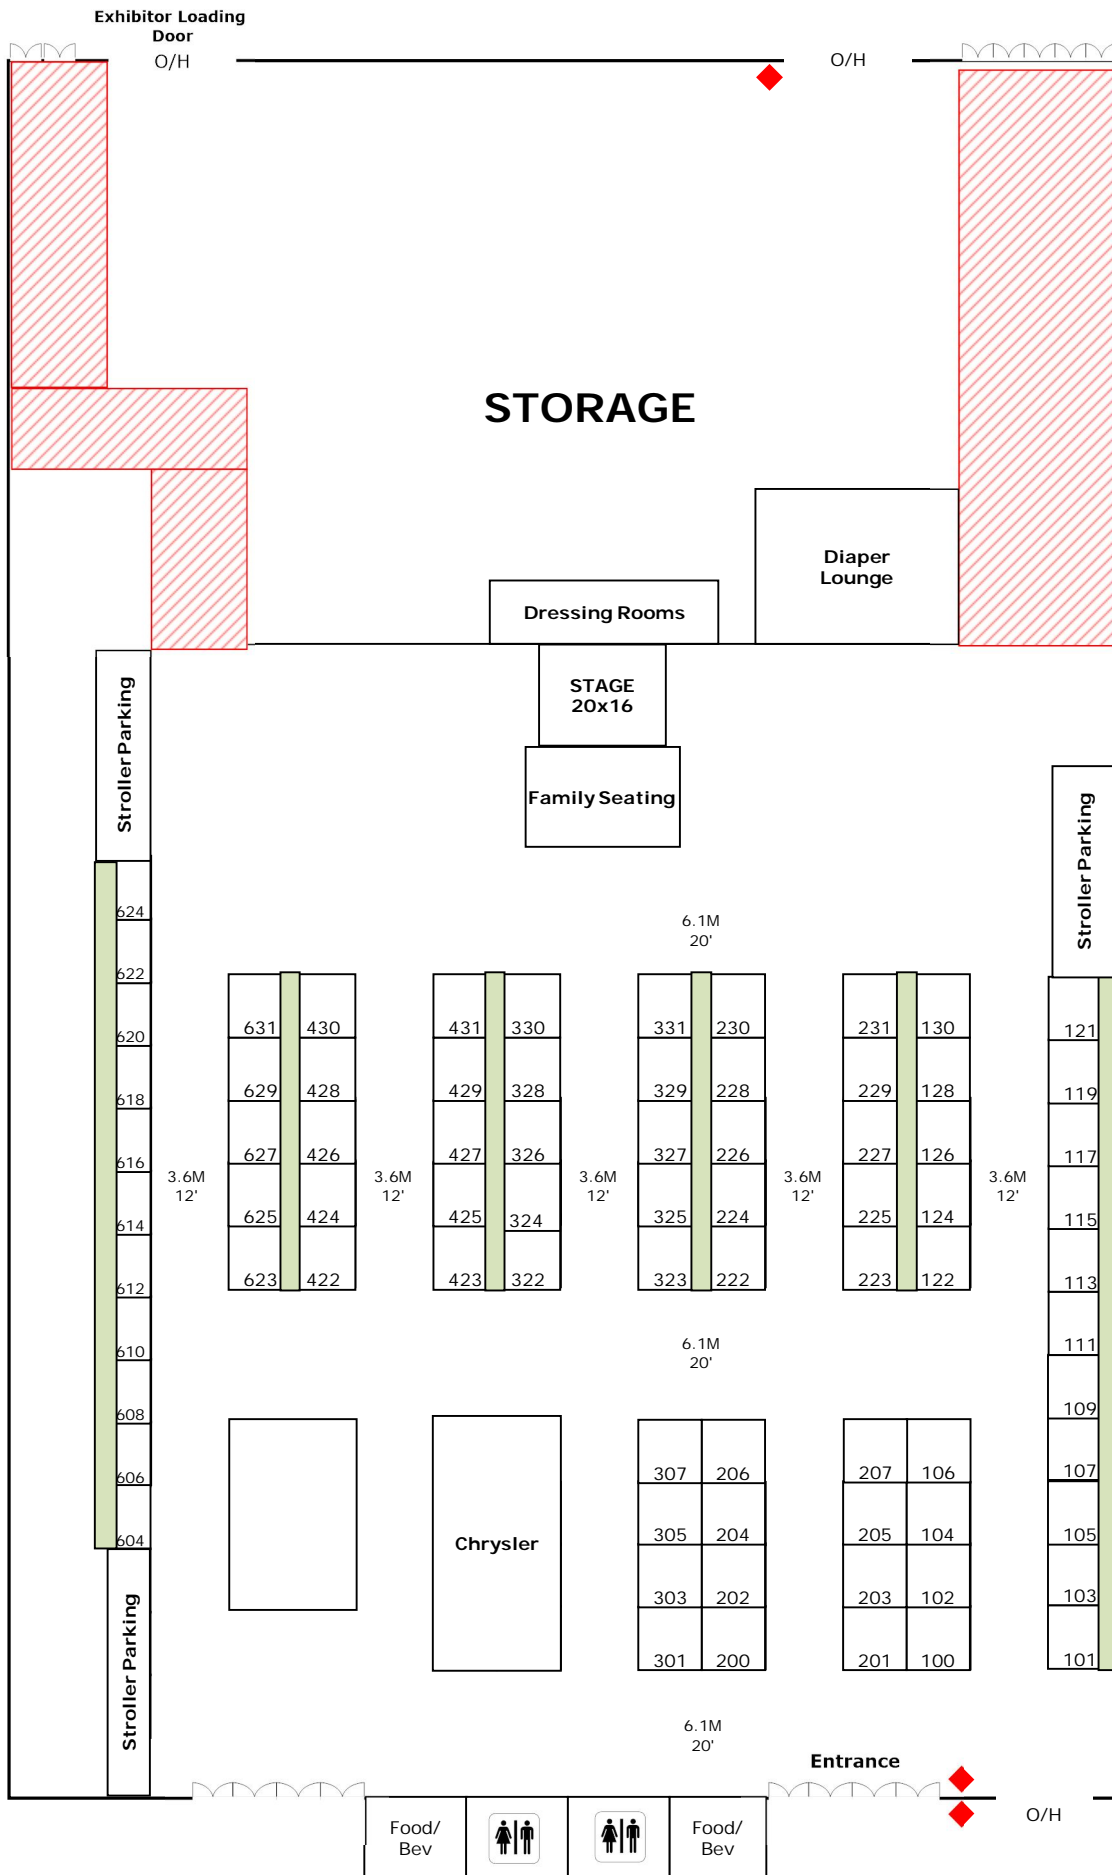 Exhibitor Loading
Door
O/H
O/H
STORAGE
Diaper
Lounge
Dressing Rooms
STAGE
20x16
Family Seating
Stroller Parking
Stroller Parking
6.1M
20'
624
622
620
618
616
614
612
610
608
606
604
631 430
629 428
627 426
625 424
623 422
431 330
429 328
427 326
425 324
423 322
331 230
329 228
327 226
325 224
323 222
231 130
229 128
227 126
225 124
223 122
121
119
117
115
113
111
109
107
105
103
101
3.6M
12'
3.6M
12'
3.6M
12'
3.6M
12'
3.6M
12'
6.1M
20'
Chrysler
307 206
305 204
303 202
301 200
207 106
205 104
203 102
201 100
Stroller Parking
6.1M
20'
Entrance
O/H
Food/
Bev
Food/
Bev